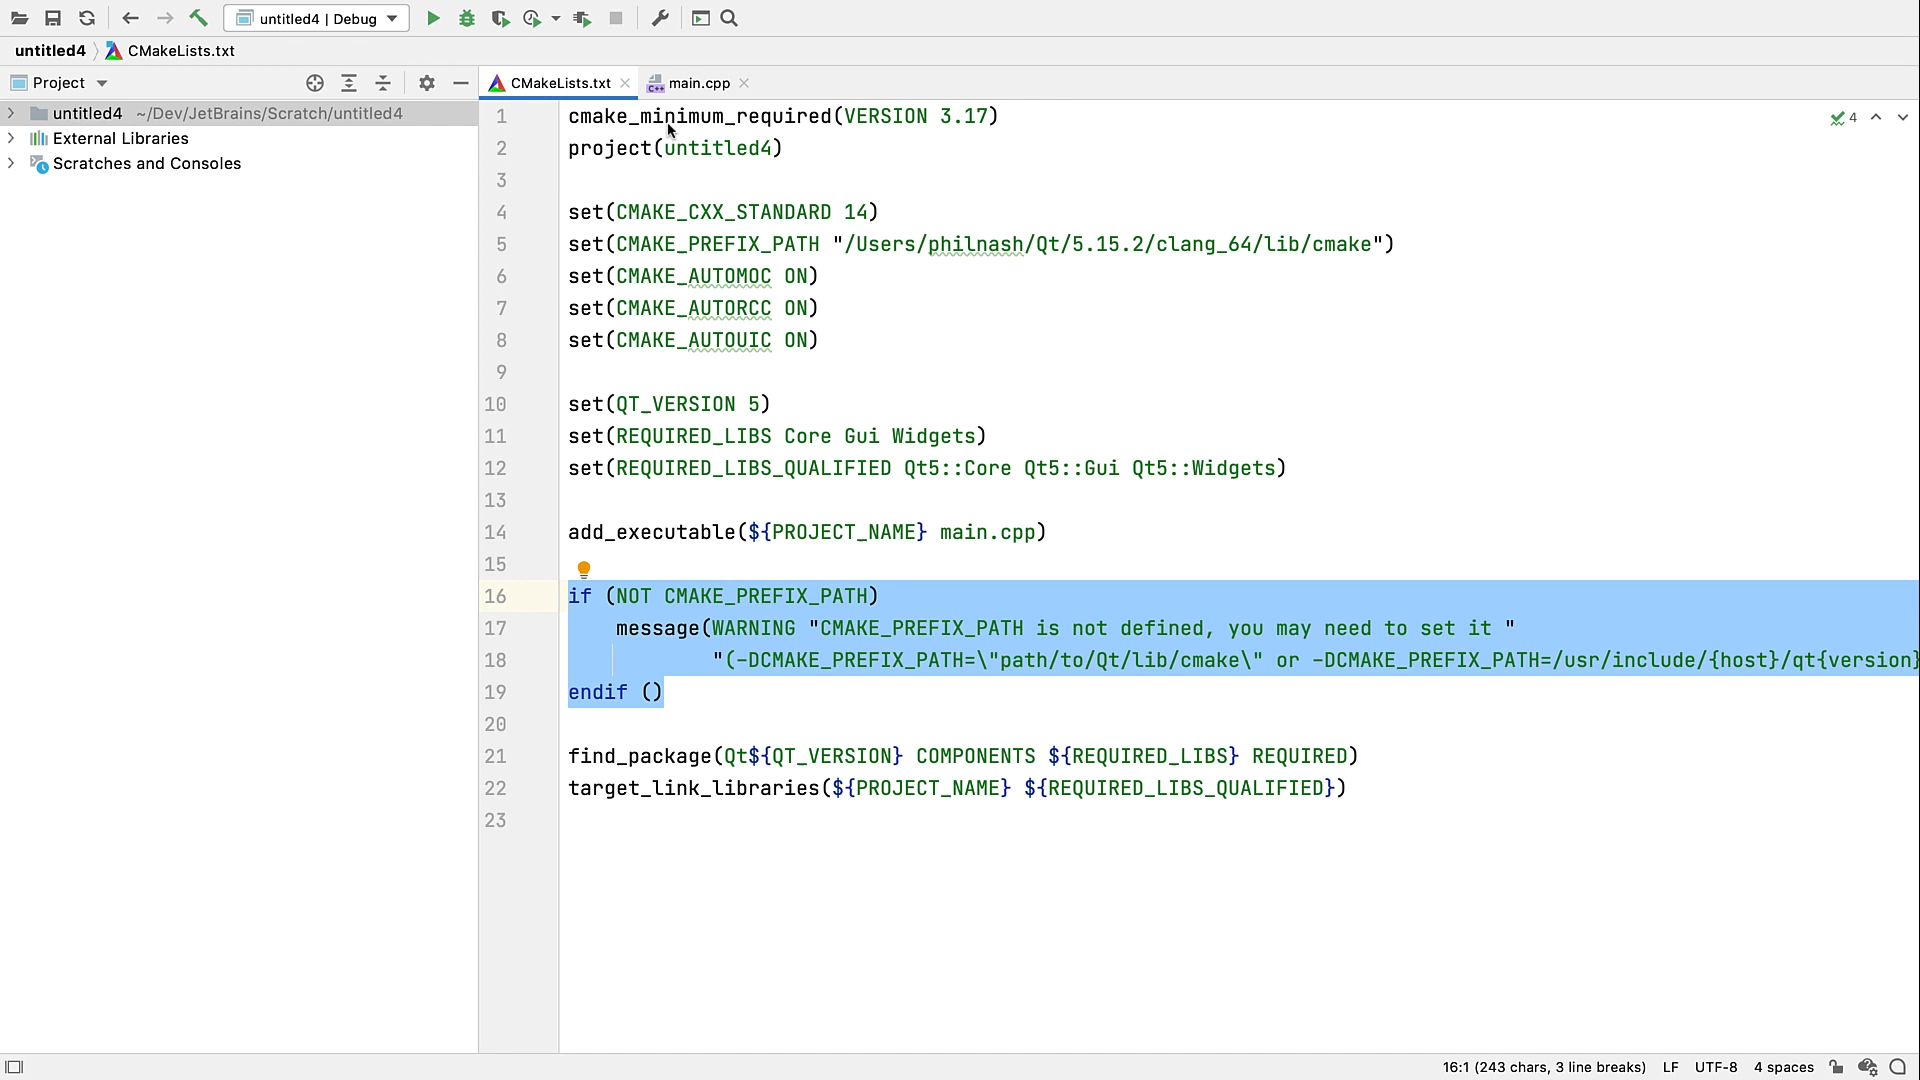 untitled4 | Debug
untitled4
CMakeLists.txt
Project
CMakeLists.txt
main.cpp
untitled4 ~/Dev/JetBrains/Scratch/untitled4
External Libraries
Scratches and Consoles
1 cmake_minimum_required(VERSION 3.17)
2 project(untitled4)
3
4 set(CMAKE_CXX_STANDARD 14)
5 set(CMAKE_PREFIX_PATH "/Users/philnash/Qt/5.15.2/clang_64/lib/cmake")
6 set(CMAKE_AUTOMOC ON)
7 set(CMAKE_AUTORCC ON)
8 set(CMAKE_AUTOUIC ON)
9
10 set(QT_VERSION 5)
11 set(REQUIRED_LIBS Core Gui Widgets)
12 set(REQUIRED_LIBS_QUALIFIED Qt5::Core Qt5::Gui Qt5::Widgets)
13
14 add_executable(${PROJECT_NAME} main.cpp)
15
16 if (NOT CMAKE_PREFIX_PATH)
17 message(WARNING "CMAKE_PREFIX_PATH is not defined, you may need to set it "
18 "(-DCMAKE_PREFIX_PATH=\"path/to/Qt/lib/cmake\" or -DCMAKE_PREFIX_PATH=/usr/include/{host}/qt{version}
19 endif ()
20
21 find_package(Qt${QT_VERSION} COMPONENTS ${REQUIRED_LIBS} REQUIRED)
22 target_link_libraries(${PROJECT_NAME} ${REQUIRED_LIBS_QUALIFIED})
23
4
16:1 (243 chars, 3 line breaks) LF UTF-8 4 spaces